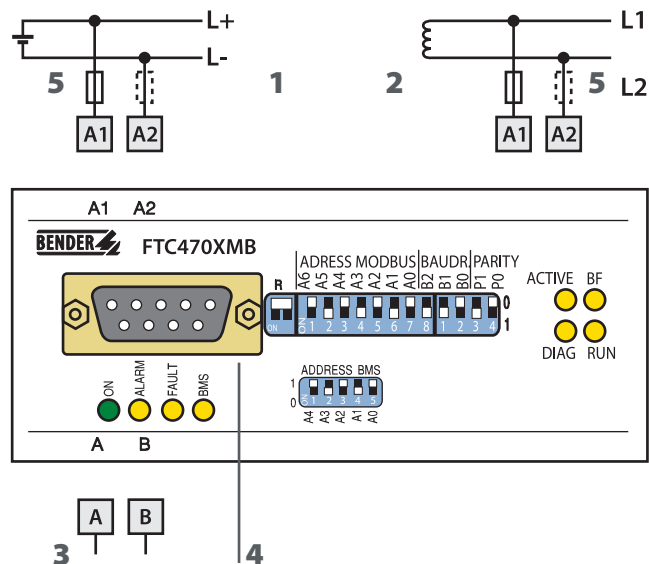 L+
L-
5
1
A1
A2
L1
L2
2
5
A1
A2
A1 A2
BENDER
FTC470XMB
ADRESS MODBUS BAUDR. PARITY
R
A6 A5 A4 A3 A2 A1 A0 B2 B1 B0 P1 P0
0
1
ON
ON 1 2 3 4 5 6 7 8 1 2 3 4
ACTIVE BF
DIAG RUN
ADDRESS BMS
1
0
ON 1 2 3 4 5
A4 A3 A2 A1 A0
ON ALARM FAULT BMS
A B
A B
3
4